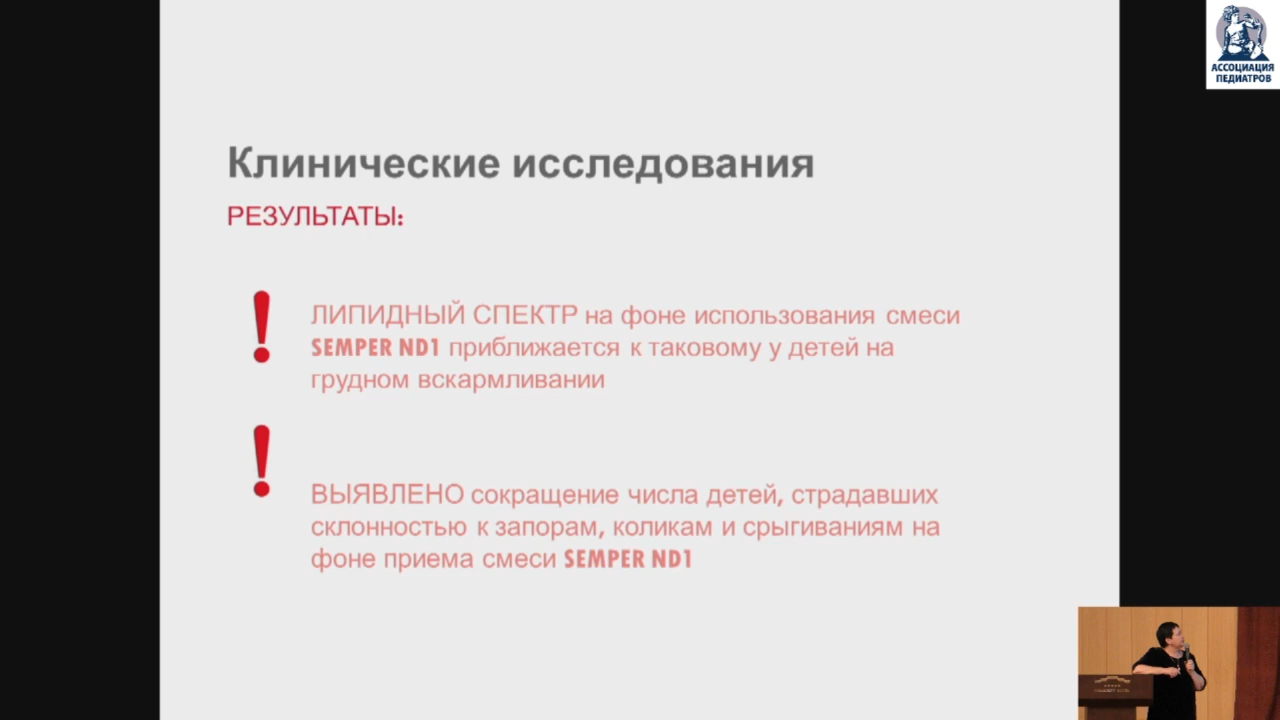 АССОЦИАЦИЯ
ПЕДИАТРОВ
Клинические исследования
РЕЗУЛЬТАТЫ:
! ЛИПИДНЫЙ СПЕКТР на фоне использования смеси
SEMPER ND1 приближается к таковому у детей на
грудном вскармливании
! ВЫЯВЛЕНО сокращение числа детей, страдавших
склонностью к запорам, коликам и срыгиваниям на
фоне приема смеси SEMPER ND1